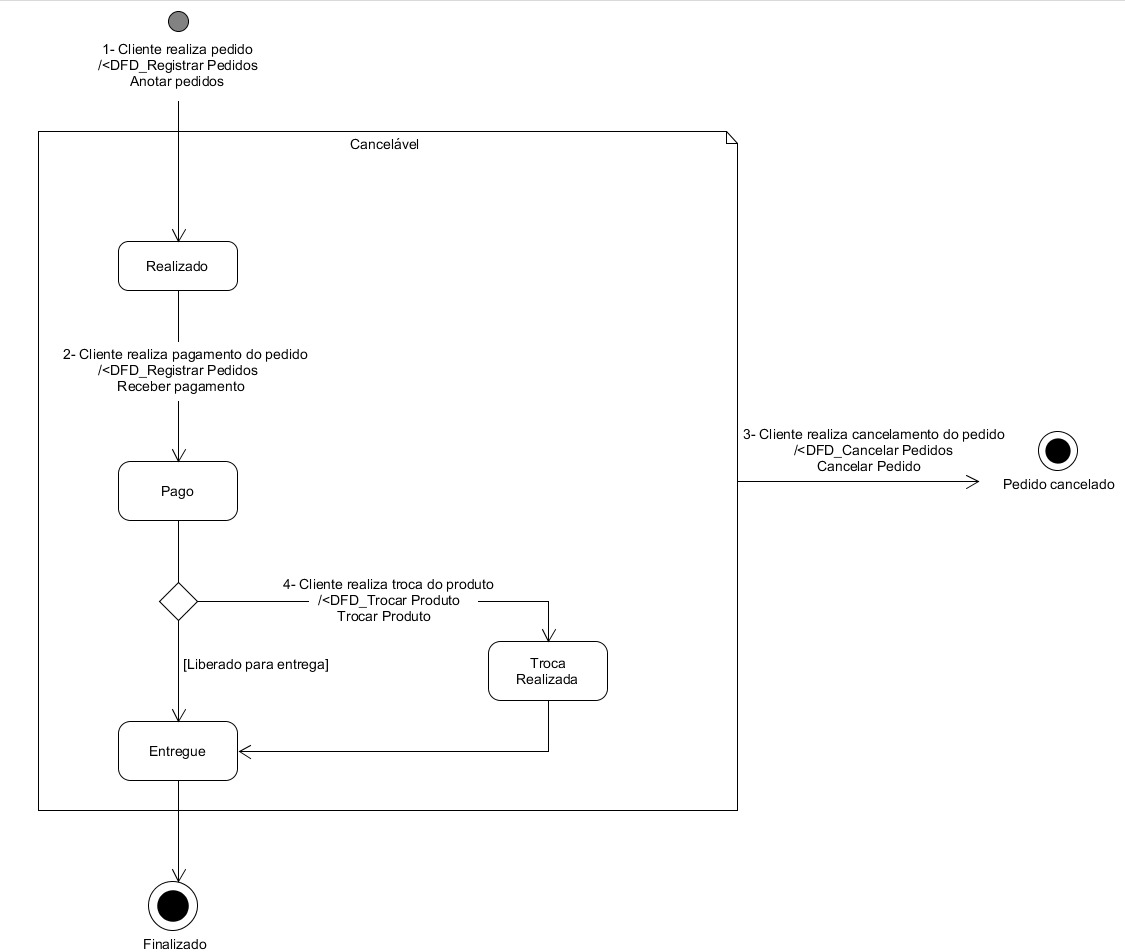 1- Cliente realiza pedido
/<DFD_Registrar Pedidos
Anotar pedidos
Cancelável
Realizado
2- Cliente realiza pagamento do pedido
/<DFD_Registrar Pedidos
Receber pagamento
3- Cliente realiza cancelamento do pedido
/<DFD_Cancelar Pedidos
Cancelar Pedido
Pedido cancelado
Pago
4- Cliente realiza troca do produto
/<DFD_Trocar Produto
Trocar Produto
[Liberado para entrega]
Troca
Realizada
Entregue
Finalizado